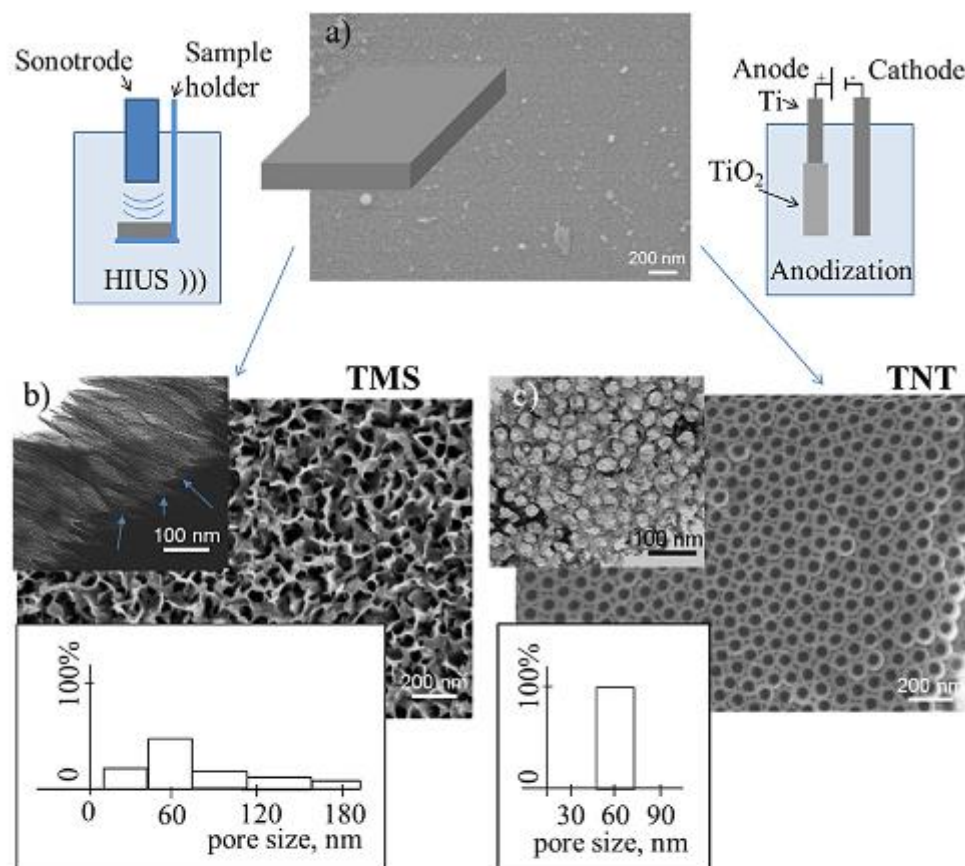 a)
Sonotrode
Sample
holder
HIUS )))
200 nm
Anode
+
-
Cathode
Ti
TiO2
Anodization
b)
TMS
100 nm
200 nm
100%
0
0
60
120
180
pore size, nm
c)
TNT
100 nm
200 nm
100%
0
30
60
90
pore size, nm